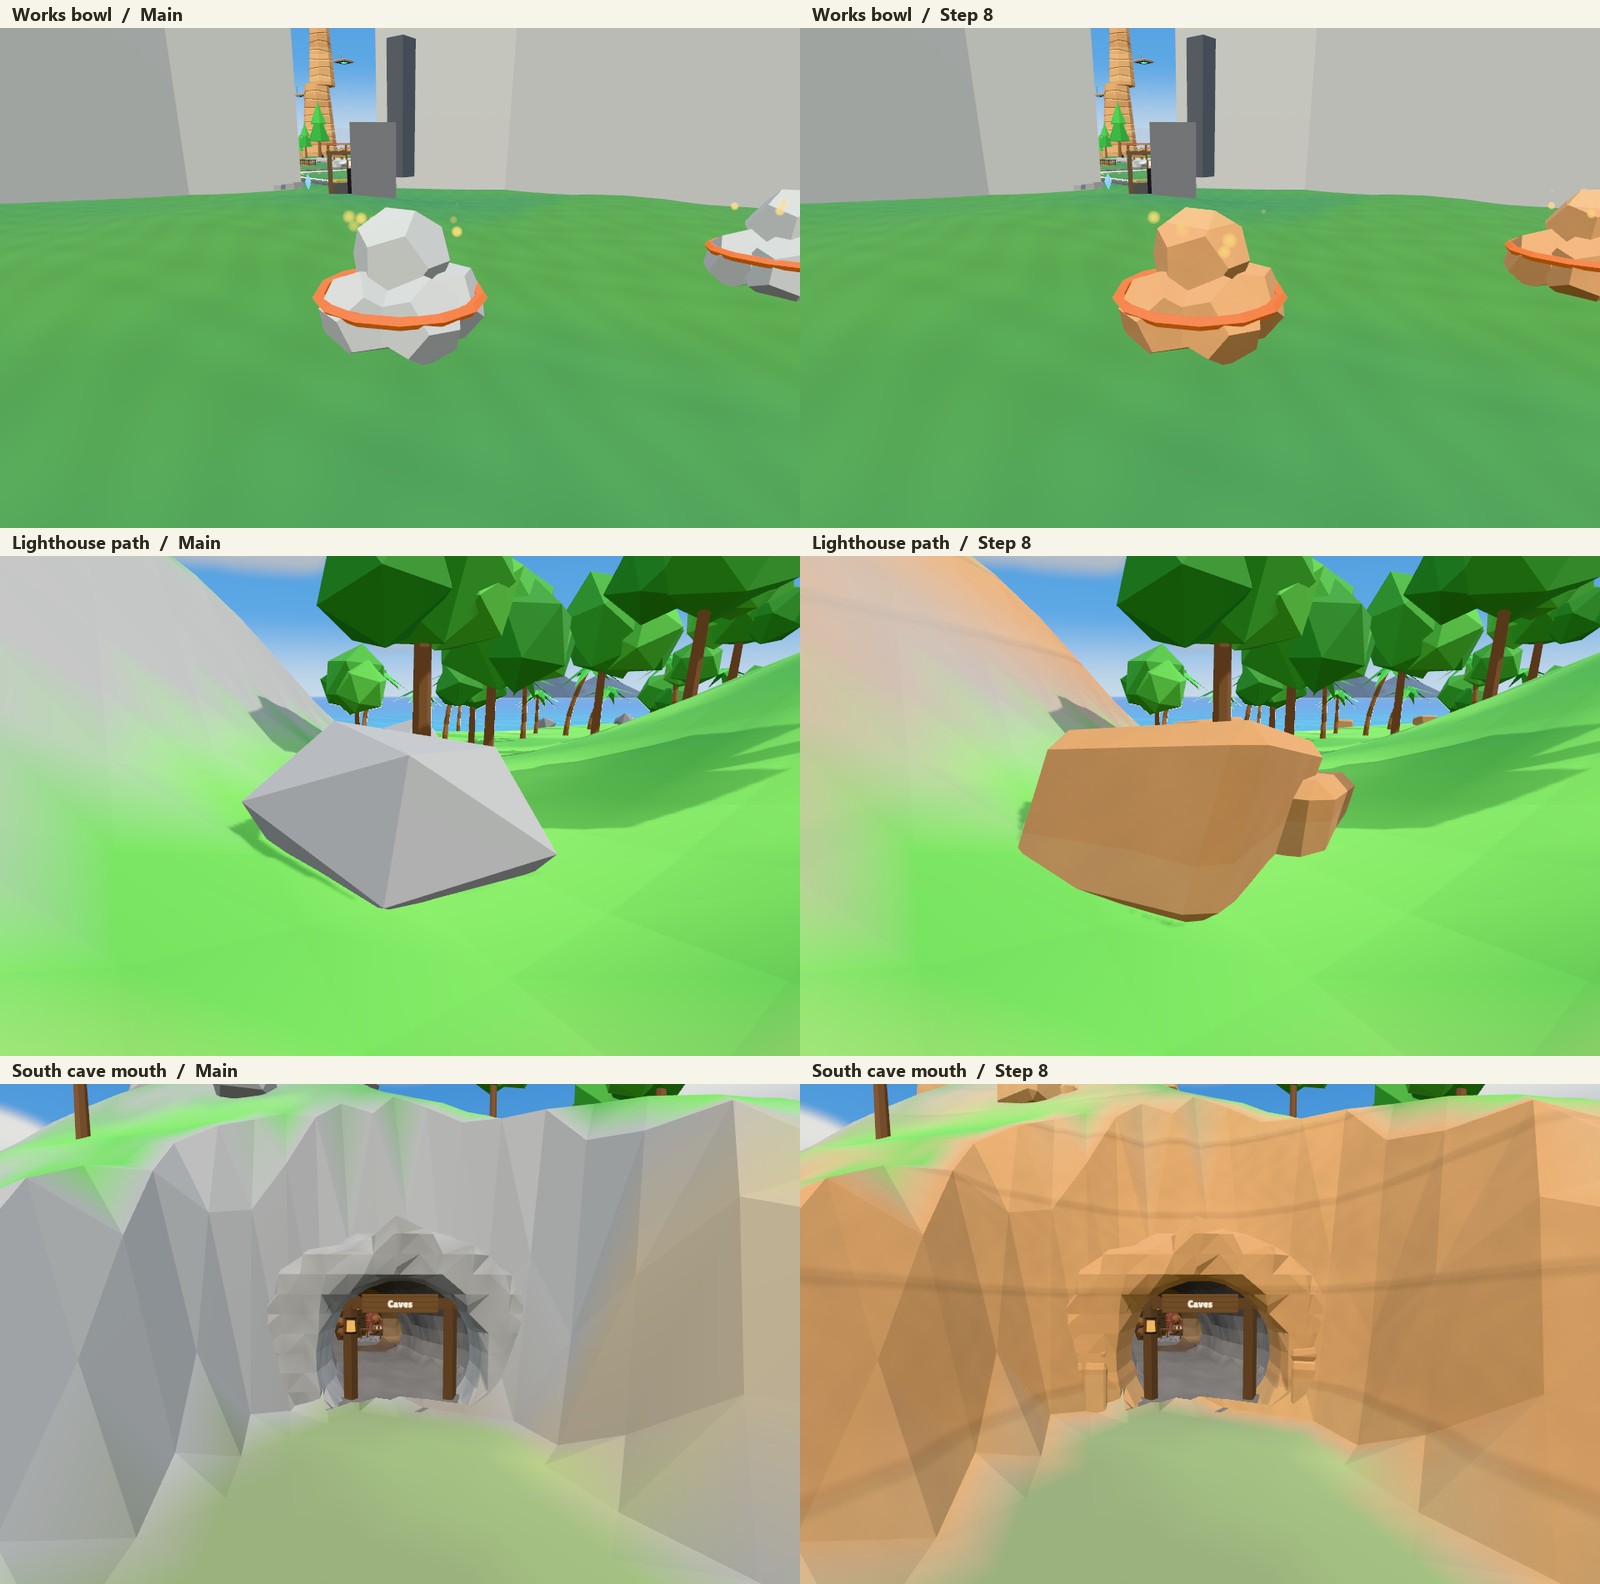 Works bowl / Main
Works bowl / Step 8
Lighthouse path / Main
Lighthouse path / Step 8
South cave mouth / Main
South cave mouth / Step 8
Caves
Caves